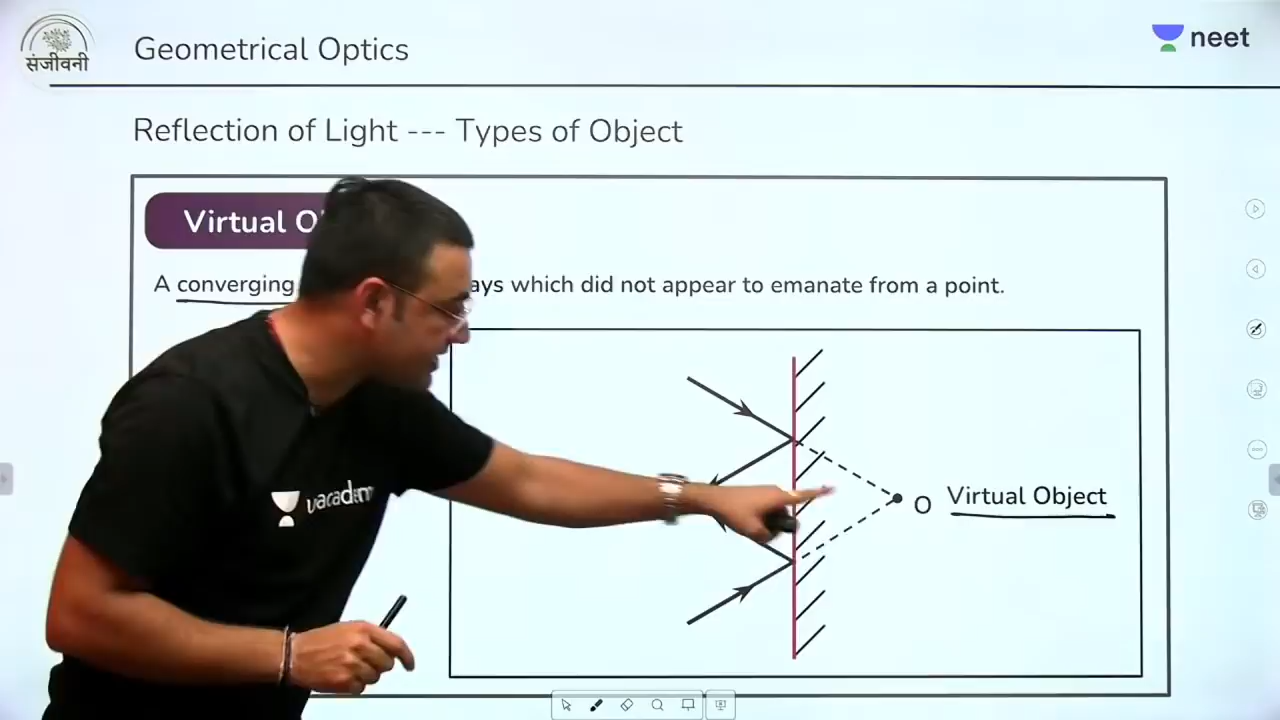 संजीवनी
Geometrical Optics
neet
Reflection of Light --- Types of Object
Virtual
A converging
which did not appear to emanate from a point.
O Virtual Object
unacademy